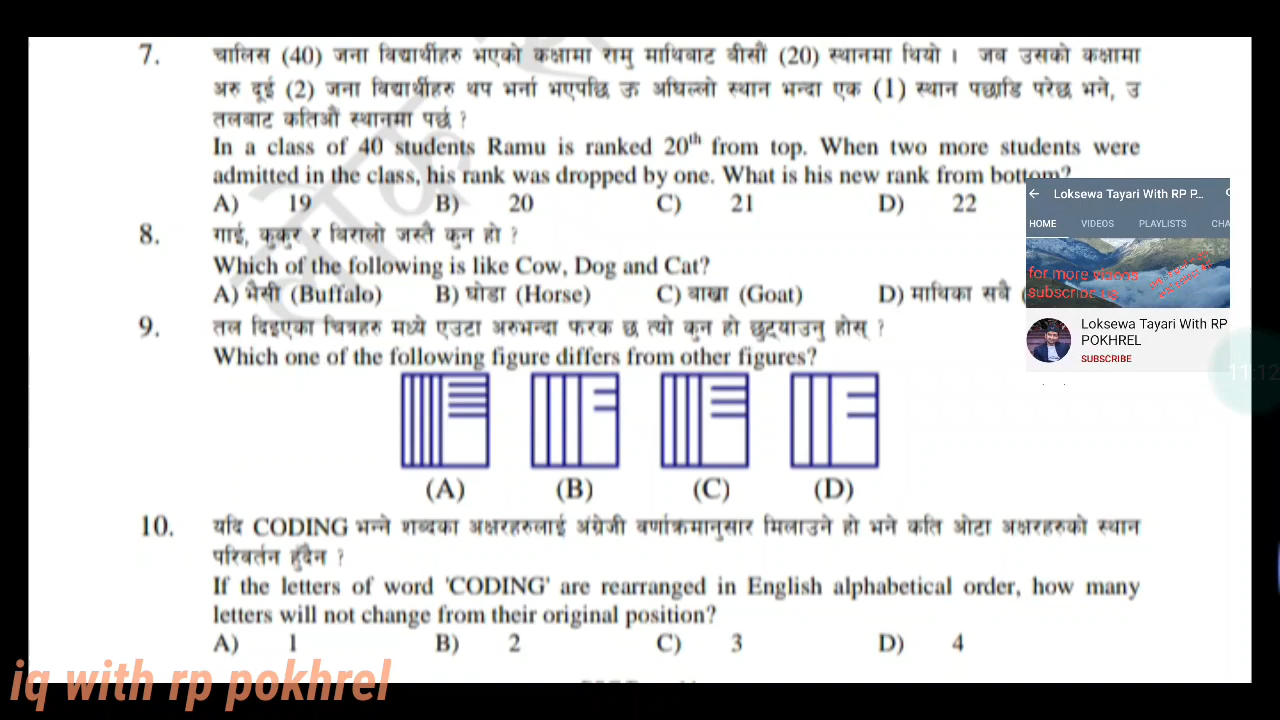 7. चालिस (40) जना विद्यार्थीहरु भएको कक्षामा रामु माथिबाट बीसौं (20) स्थानमा थियो । जब उसको कक्षामा
अरु दूई (2) जना विद्यार्थीहरु थप भर्ना भएपछि ऊ अघिल्लो स्थान भन्दा एक (1) स्थान पछाडि परेछ भने, उ
तलबाट कतिऔं स्थानमा पर्छ ?
In a class of 40 students Ramu is ranked 20th from top. When two more students were
admitted in the class, his rank was dropped by one. What is his new rank from bottom?
A) 19 B) 20 C) 21 D) 22
8. गाई, कुकुर र बिरालो जस्तै कुन हो ?
Which of the following is like Cow, Dog and Cat?
A) भैसी (Buffalo) B) घोडा (Horse) C) बाख्रा (Goat) D) माथिका सबै (
9. तल दिइएका चित्रहरु मध्ये एउटा अरुभन्दा फरक छ त्यो कुन हो छुट्याउनु होस् ?
Which one of the following figure differs from other figures?
(A) (B) (C) (D)
10. यदि CODING भन्ने शब्दका अक्षरहरुलाई अंग्रेजी वर्णाक्रमानुसार मिलाउने हो भने कति ओटा अक्षरहरुको स्थान
परिवर्तन हुँदैन ?
If the letters of word 'CODING' are rearranged in English alphabetical order, how many
letters will not change from their original position?
A) 1 B) 2 C) 3 D) 4
Loksewa Tayari With RP P...
HOME VIDEOS PLAYLISTS CHA
for more videos
subscribe us
Loksewa Tayari With RP
POKHREL
SUBSCRIBE
11:12
iq with rp pokhrel